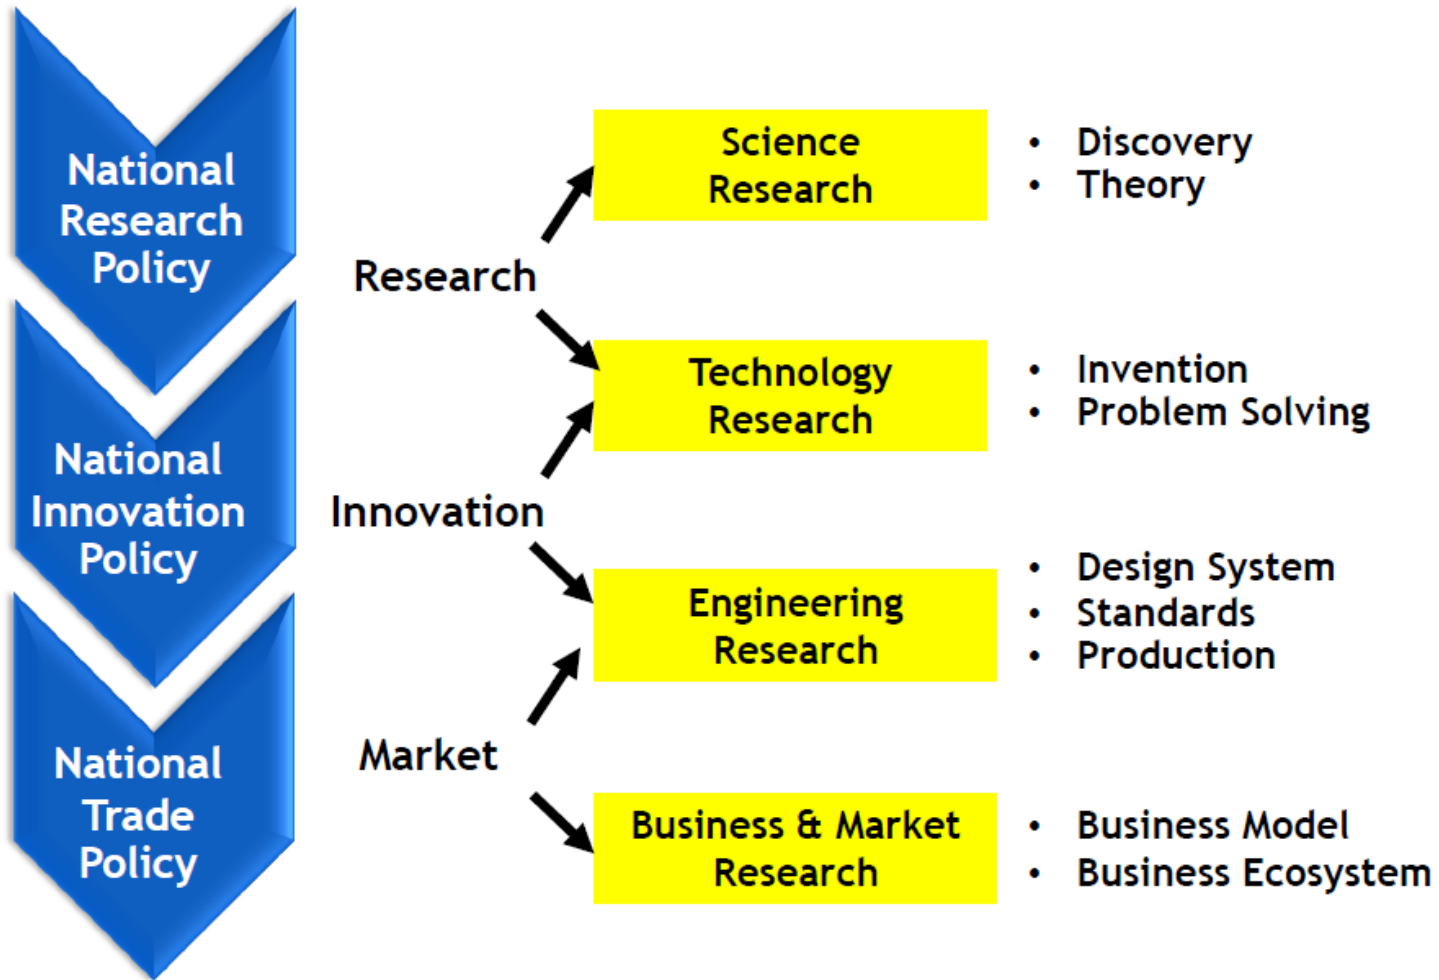 National
Research
Policy
National
Innovation
Policy
National
Trade
Policy
Research
Innovation
Market
Science
Research
• Discovery
• Theory
Technology
Research
• Invention
• Problem Solving
Engineering
Research
• Design System
• Standards
• Production
Business & Market
Research
• Business Model
• Business Ecosystem